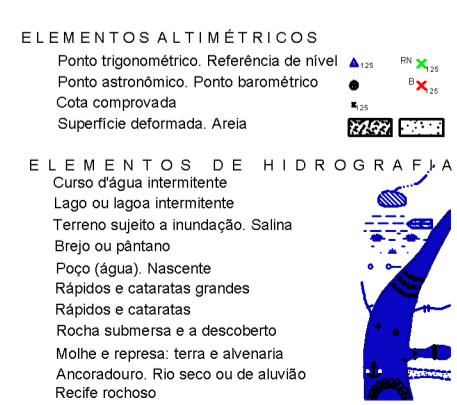 ELEMENTOS ALTIMÉTRICOS
Ponto trigonométrico. Referência de nível 125 RN 125
Ponto astronômico. Ponto barométrico B 125
Cota comprovada 125
Superfície deformada. Areia
ELEMENTOS DE HIDROGRAFIA
Curso d'água intermitente
Lago ou lagoa intermitente
Terreno sujeito a inundação. Salina
Brejo ou pântano
Poço (água). Nascente
Rápidos e cataratas grandes
Rápidos e cataratas
Rocha submersa e a descoberto
Molhe e represa: terra e alvenaria
Ancoradouro. Rio seco ou de aluvião
Recife rochoso